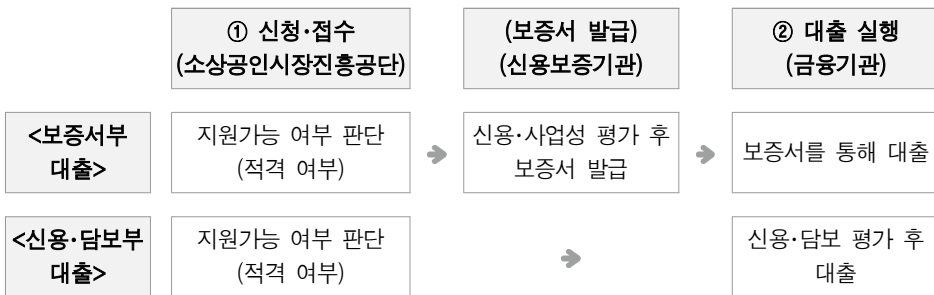 ① 신청·접수
(소상공인시장진흥공단)
(보증서 발급)
(신용보증기관)
② 대출 실행
(금융기관)
<보증서부
대출>
지원가능 여부 판단
(적격 여부)
신용·사업성 평가 후
보증서 발급
보증서를 통해 대출
<신용·담보부
대출>
지원가능 여부 판단
(적격 여부)
신용·담보 평가 후
대출